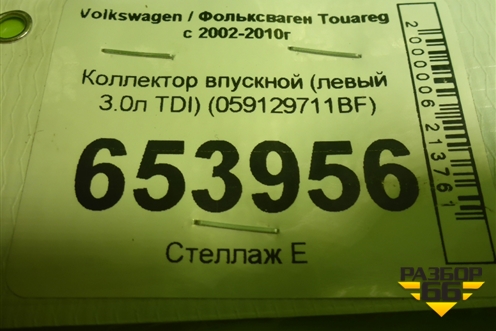 Volkswagen / Фольксваген Touareg
с 2002-2010г
Коллектор впускной (левый
3.0л TDI) (059129711BF)
653956
Стеллаж Е
2000006213761
РАЗБОР
66